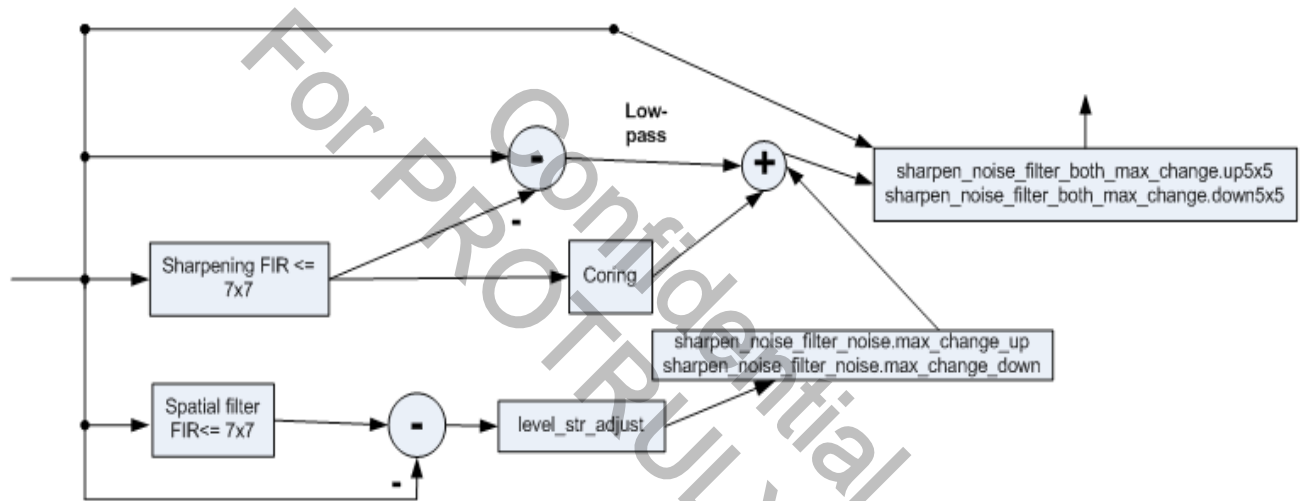 Low-
pass
-
+
sharpen_noise_filter_both_max_change.up5x5
sharpen_noise_filter_both_max_change.down5x5
-
Sharpening FIR <=
7x7
Coring
sharpen_noise_filter_noise.max_change_up
sharpen_noise_filter_noise.max_change_down
Spatial filter
FIR<= 7x7
-
level_str_adjust
-
Confidential
For PROTRULY